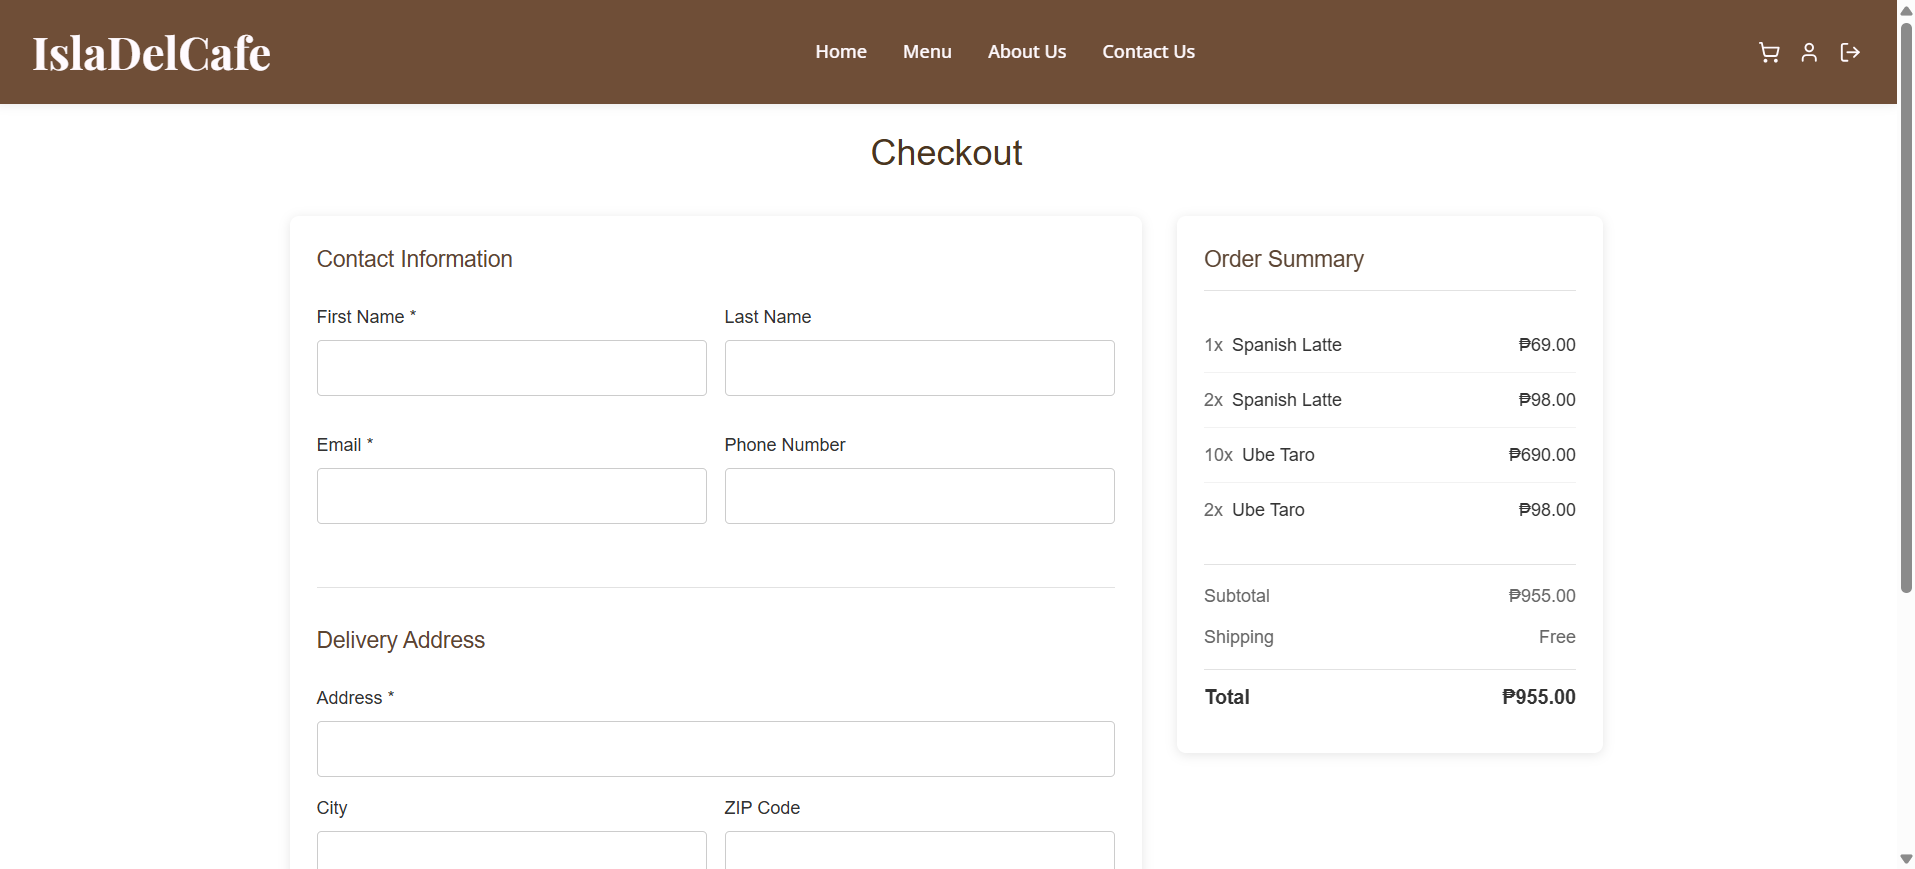 IslaDelCafe
Home Menu About Us Contact Us
Checkout
Contact Information
First Name * Last Name
Email * Phone Number
Delivery Address
Address *
City ZIP Code
Order Summary
1x Spanish Latte ₱69.00
2x Spanish Latte ₱98.00
10x Ube Taro ₱690.00
2x Ube Taro ₱98.00
Subtotal ₱955.00
Shipping Free
Total ₱955.00